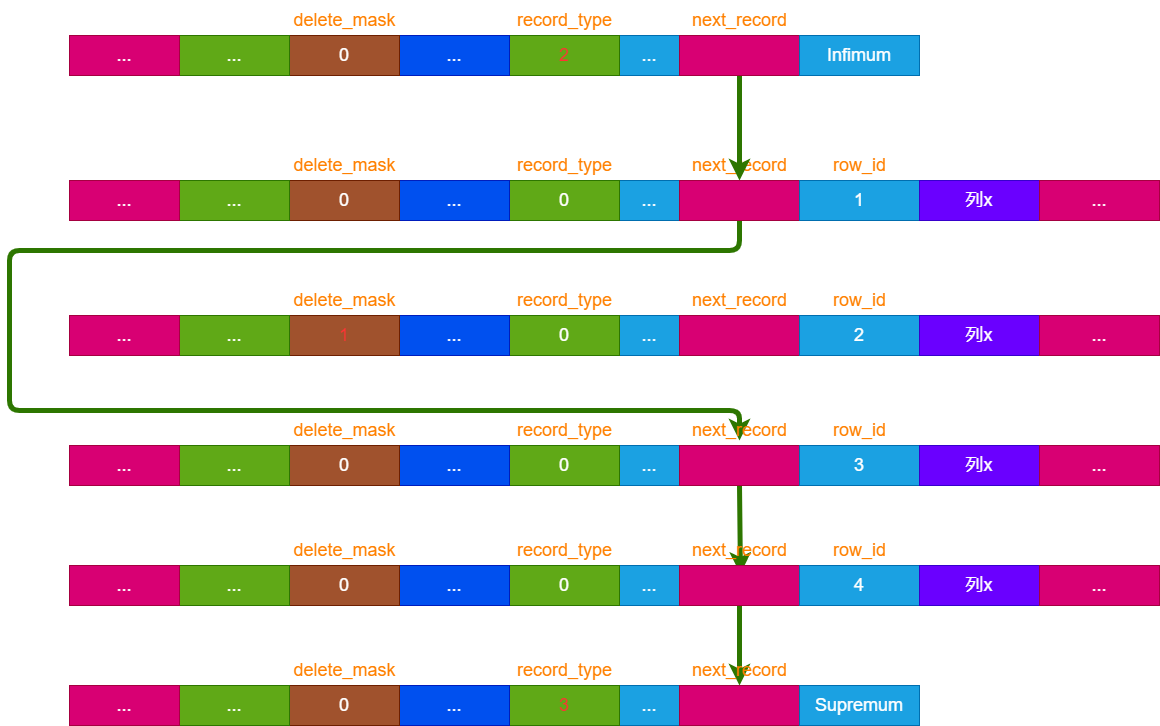 delete_mask record_type next_record
... ... 0 ... 2 ... Infimum
delete_mask record_type next_record row_id
... ... 0 ... 0 ... 1 列x ...
delete_mask record_type next_record row_id
... ... 1 ... 0 ... 2 列x ...
delete_mask record_type next_record row_id
... ... 0 ... 0 ... 3 列x ...
delete_mask record_type next_record row_id
... ... 0 ... 0 ... 4 列x ...
delete_mask record_type next_record
... ... 0 ... 3 ... Supremum